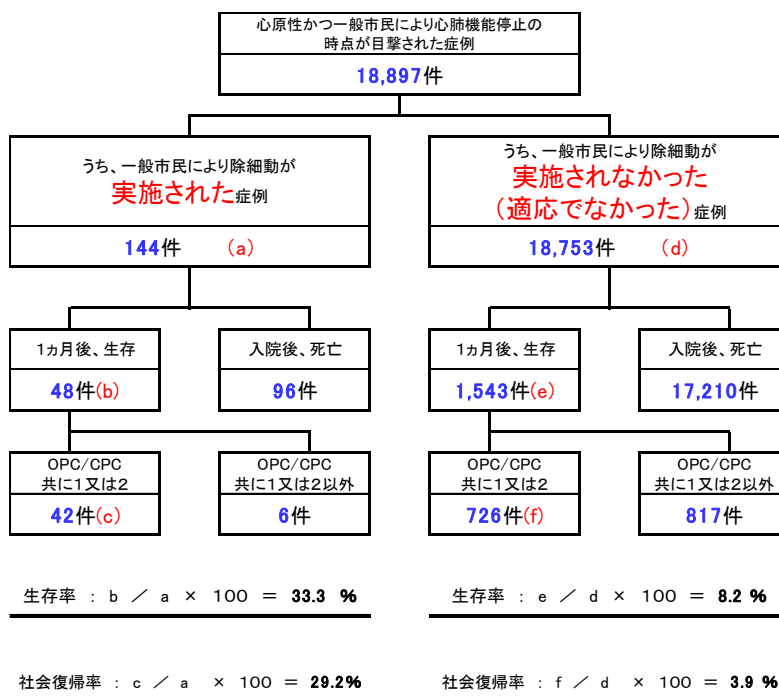 心原性かつ一般市民により心肺機能停止の
時点が目撃された症例
18,897件
うち、一般市民により除細動が
実施された症例
144件 (a)
うち、一般市民により除細動が
実施されなかった
(適応でなかった)症例
18,753件 (d)
1ヵ月後、生存
48件(b)
入院後、死亡
96件
1ヵ月後、生存
1,543件(e)
入院後、死亡
17,210件
OPC/CPC
共に1又は2
42件(c)
OPC/CPC
共に1又は2以外
6件
OPC/CPC
共に1又は2
726件(f)
OPC/CPC
共に1又は2以外
817件
生存率 : b / a × 100 = 33.3 %
生存率 : e / d × 100 = 8.2 %
社会復帰率 : c / a × 100 = 29.2%
社会復帰率 : f / d × 100 = 3.9 %